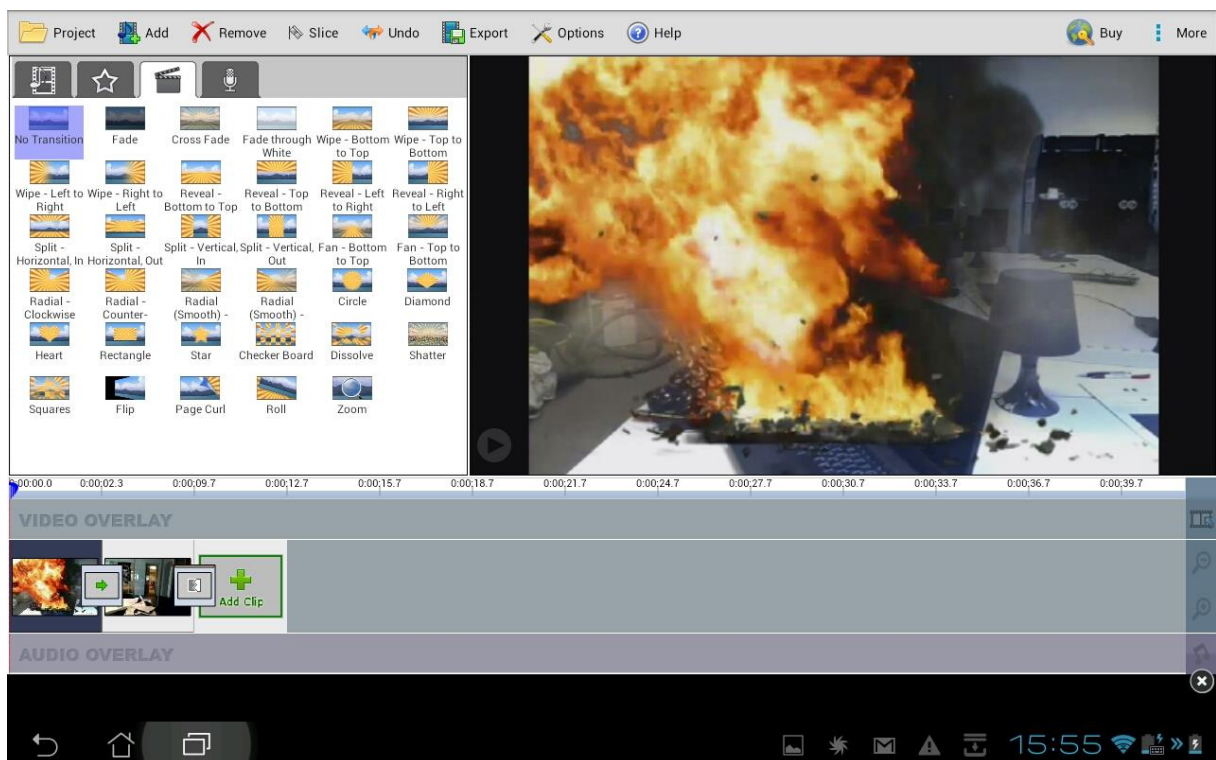 Project Add Remove Slice Undo Export Options Help Buy More
No Transition
Fade
Cross Fade
Fade through
White
Wipe - Bottom
to Top
Wipe - Top to
Bottom
Wipe - Left to
Right
Wipe - Right to
Left
Reveal -
Bottom to Top
Reveal - Top
to Bottom
Reveal - Left
to Right
Reveal - Right
to Left
Split -
Horizontal, In
Split -
Horizontal, Out
Split - Vertical,
In
Split - Vertical,
Out
Fan - Bottom
to Top
Fan - Top to
Bottom
Radial -
Clockwise
Radial -
Counter-
Radial
(Smooth) -
Radial
(Smooth) -
Circle
Diamond
Heart
Rectangle
Star
Checker Board
Dissolve
Shatter
Squares
Flip
Page Curl
Roll
Zoom
0:00:00.0 0:00;02.3 0:00;09.7 0:00;12.7 0:00;15.7 0:00;18.7 0:00;21.7 0:00;24.7 0:00;27.7 0:00;30.7 0:00;33.7 0:00;36.7 0:00;39.7
VIDEO OVERLAY
Add Clip
AUDIO OVERLAY
15:55